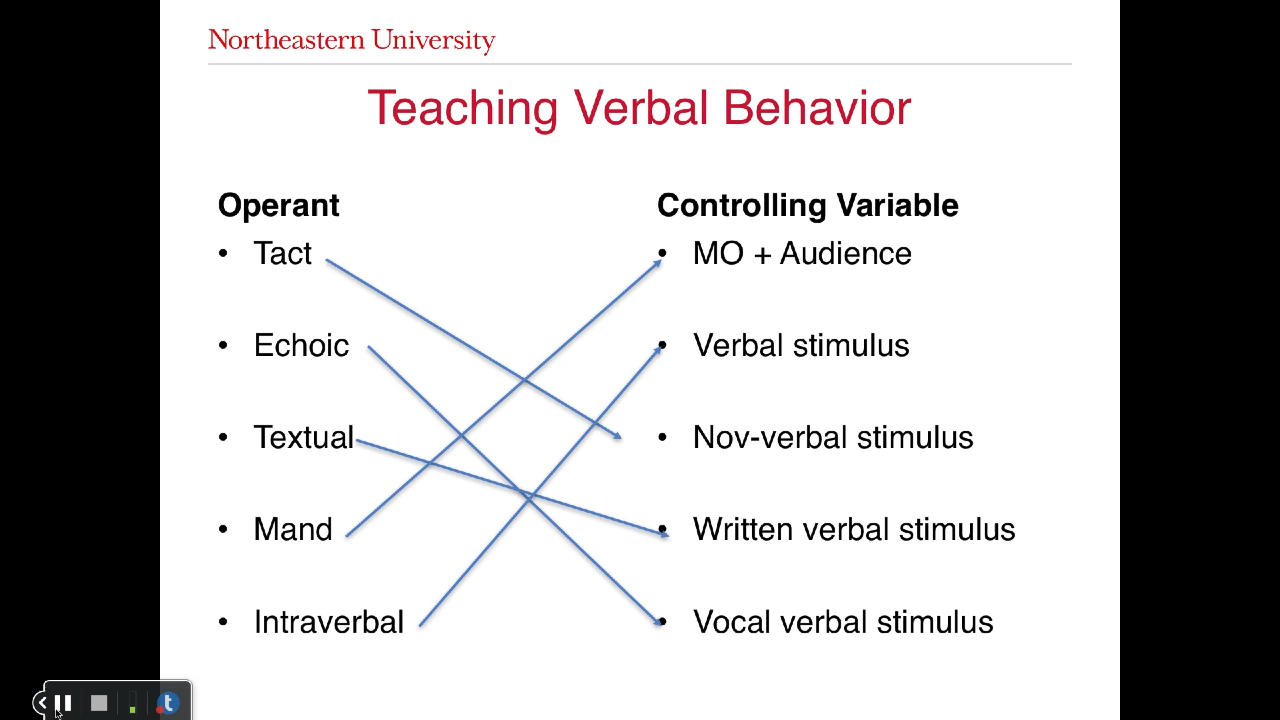 Northeastern University
Teaching Verbal Behavior
Operant
• Tact
• Echoic
• Textual
• Mand
• Intraverbal
Controlling Variable
• MO + Audience
• Verbal stimulus
• Nov-verbal stimulus
• Written verbal stimulus
• Vocal verbal stimulus
t